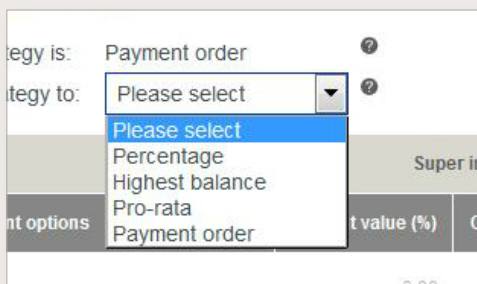 tegy is: Payment order
tegy to: Please select
Please select
Percentage
Highest balance
Pro-rata
Payment order
Super in
nt options t value (%)